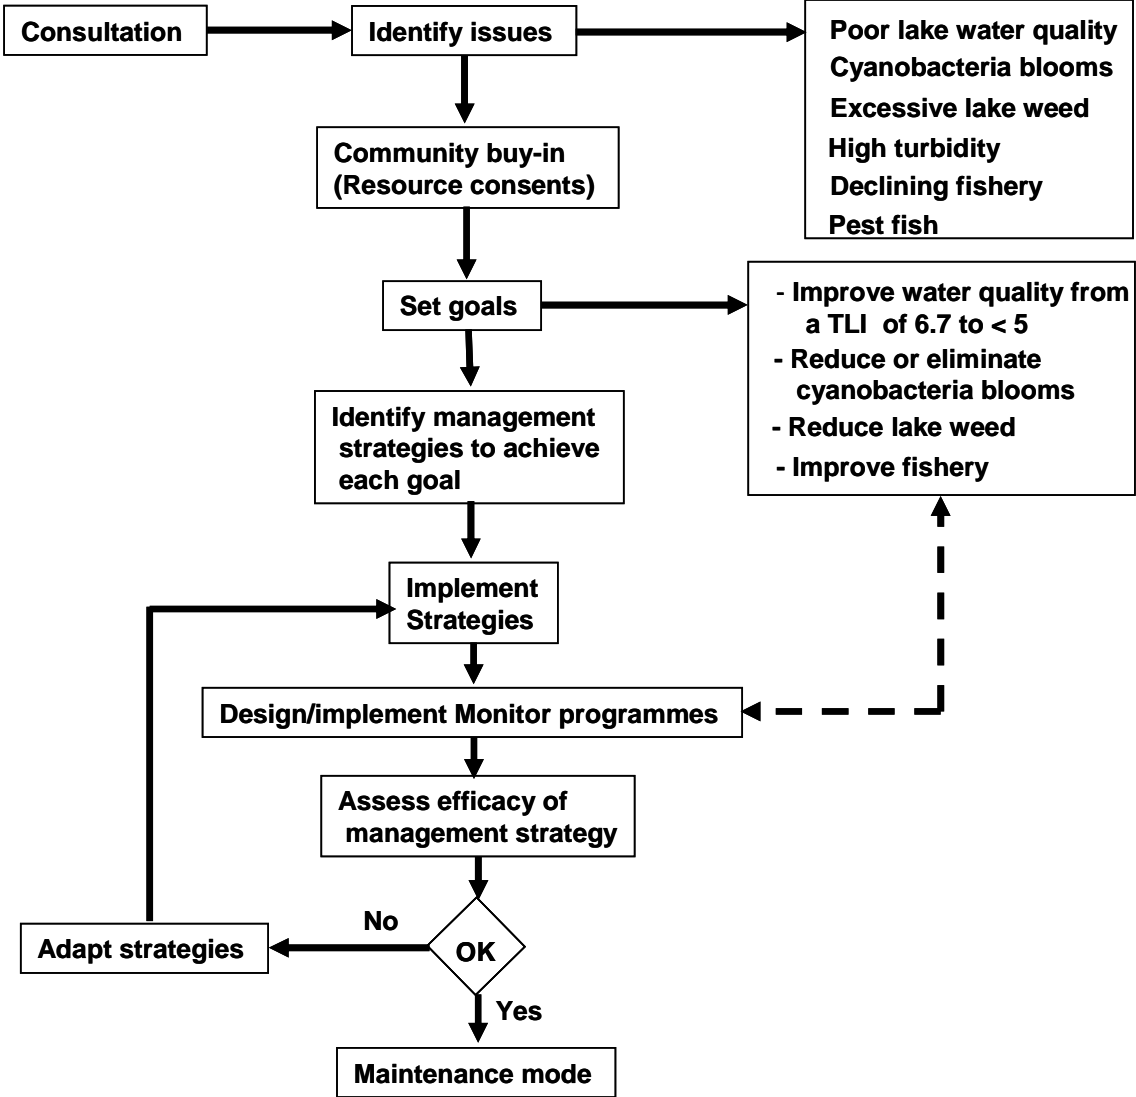 Consultation
Identify issues
Poor lake water quality
Cyanobacteria blooms
Excessive lake weed
High turbidity
Declining fishery
Pest fish
Community buy-in
(Resource consents)
Set goals
- Improve water quality from
a TLI of 6.7 to < 5
- Reduce or eliminate
cyanobacteria blooms
- Reduce lake weed
- Improve fishery
Identify management
strategies to achieve
each goal
Implement
Strategies
Design/implement Monitor programmes
Assess efficacy of
management strategy
No
OK
Adapt strategies
Yes
Maintenance mode